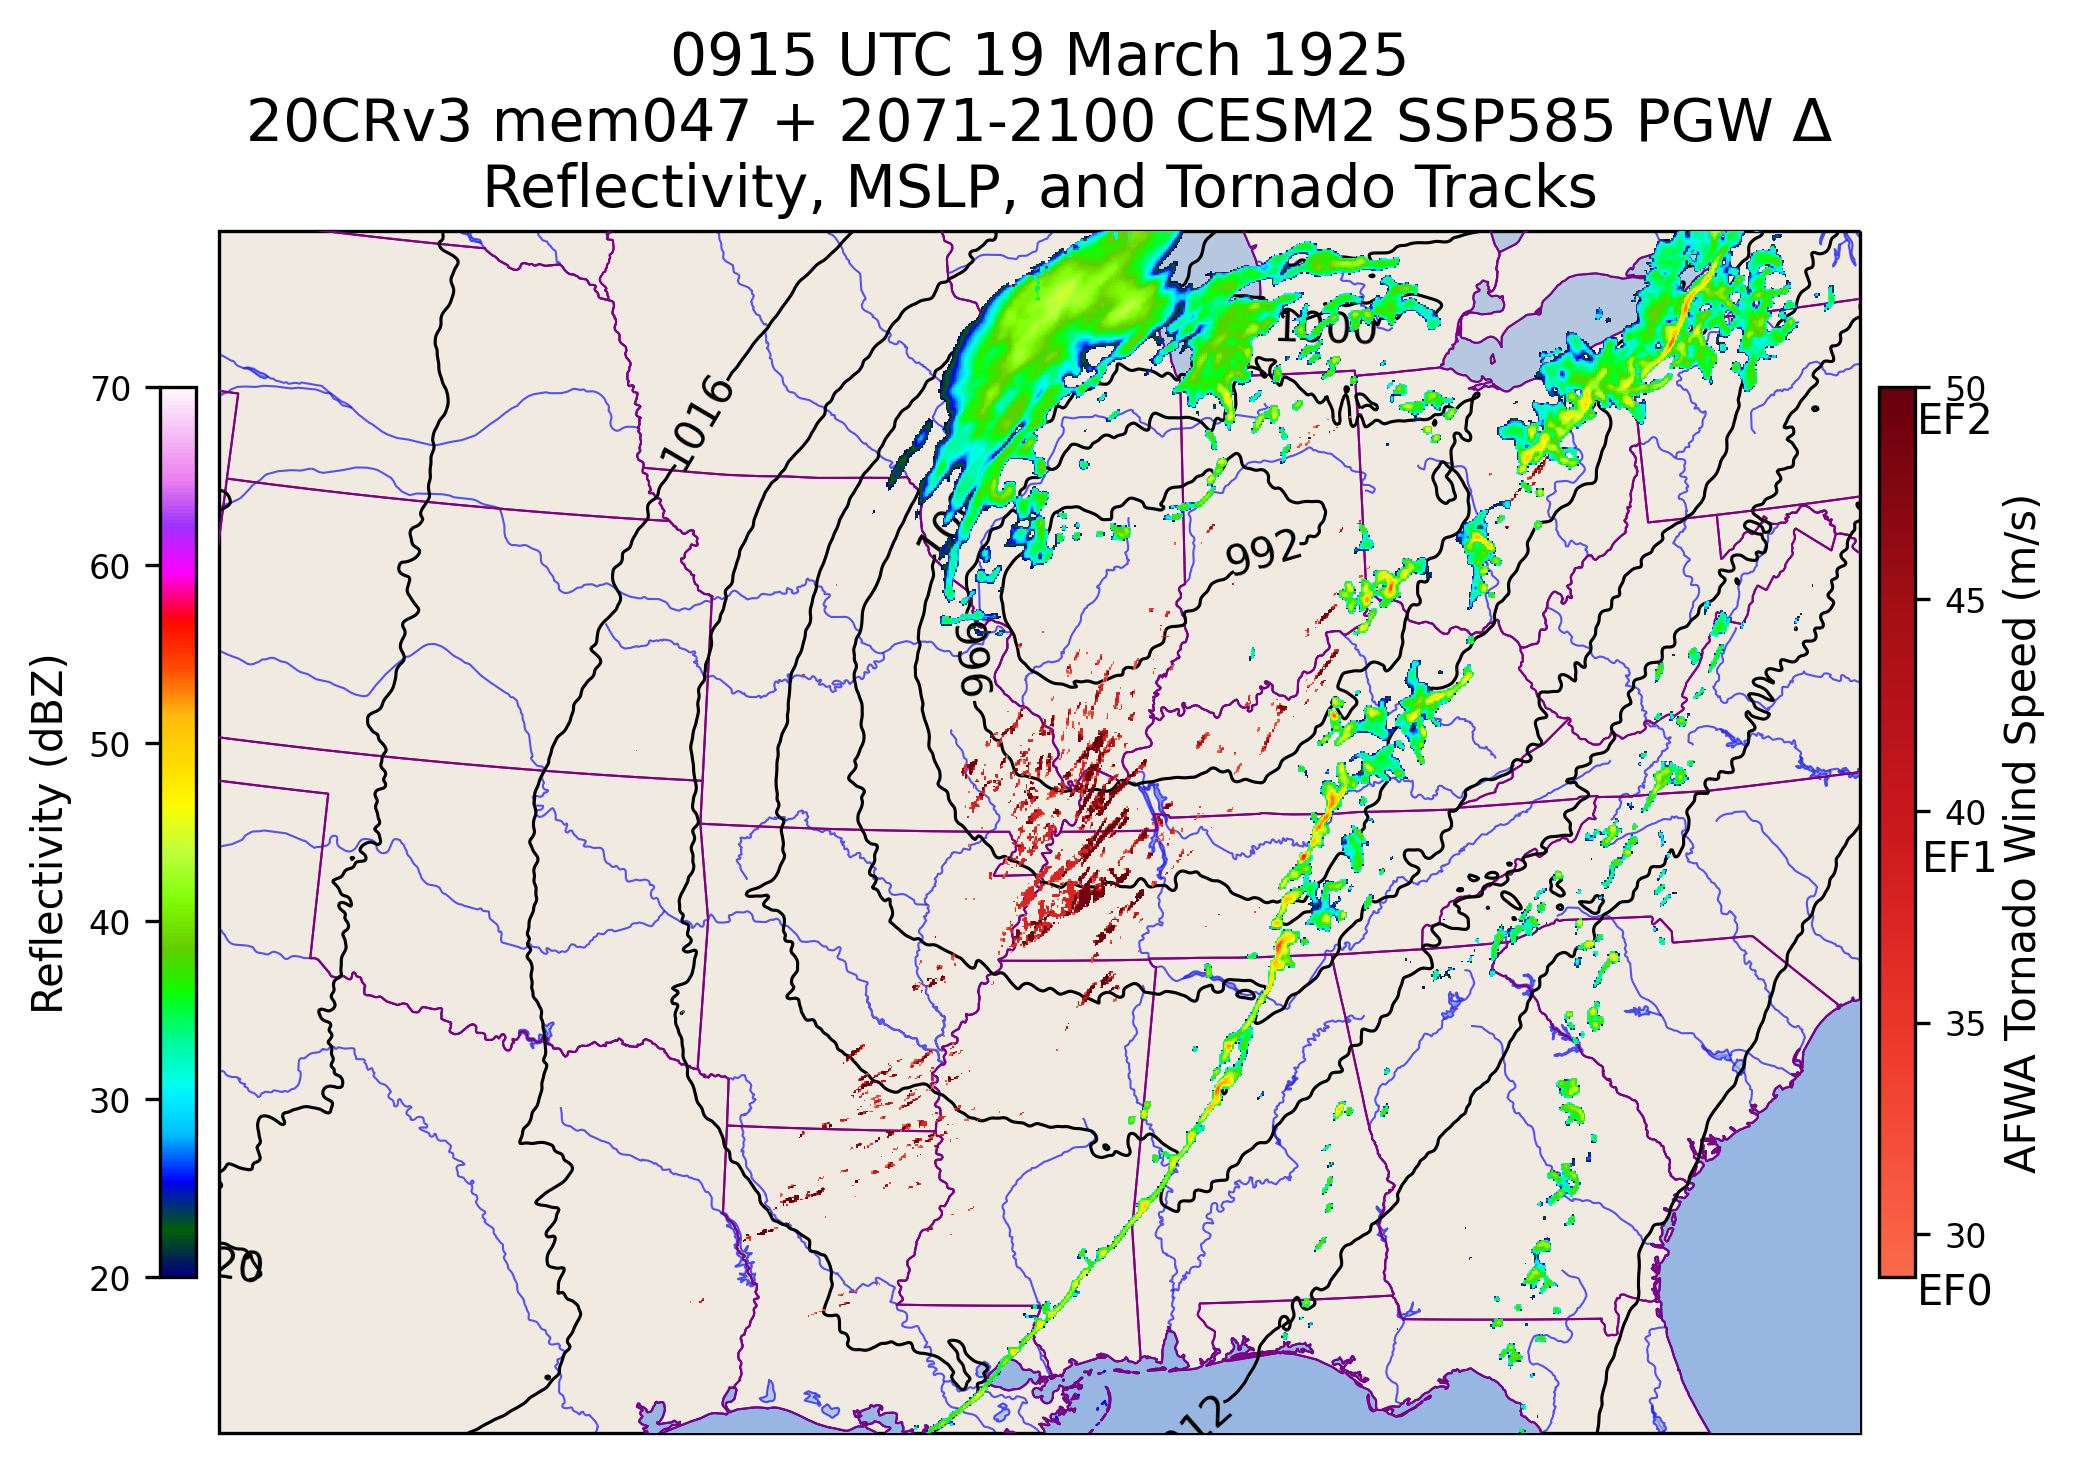 0915 UTC 19 March 1925
20CRv3 mem047 + 2071-2100 CESM2 SSP585 PGW Δ
Reflectivity, MSLP, and Tornado Tracks
Reflectivity (dBZ)
70
60
50
40
30
20
1016
1000
992
996
20
12
50
EF2
45
40
EF1
35
30
EF0
AFWA Tornado Wind Speed (m/s)